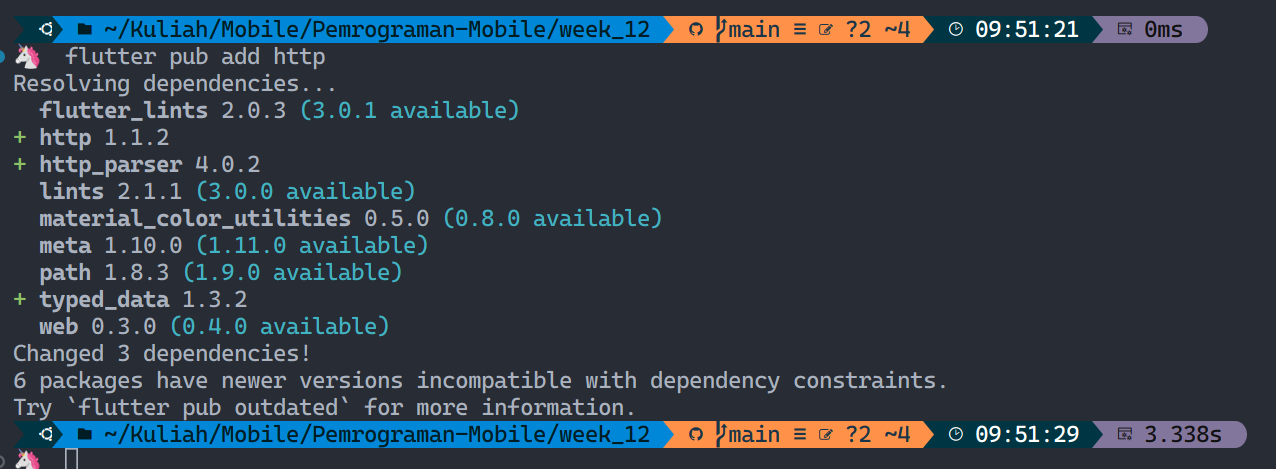 ~/Kuliah/Mobile/Pemrograman-Mobile/week_12 main ≡ ?2 ~4 09:51:21 0ms
flutter pub add http
Resolving dependencies...
flutter_lints 2.0.3 (3.0.1 available)
+ http 1.1.2
+ http_parser 4.0.2
lints 2.1.1 (3.0.0 available)
material_color_utilities 0.5.0 (0.8.0 available)
meta 1.10.0 (1.11.0 available)
path 1.8.3 (1.9.0 available)
+ typed_data 1.3.2
web 0.3.0 (0.4.0 available)
Changed 3 dependencies!
6 packages have newer versions incompatible with dependency constraints.
Try `flutter pub outdated` for more information.
~/Kuliah/Mobile/Pemrograman-Mobile/week_12 main ≡ ?2 ~4 09:51:29 3.338s